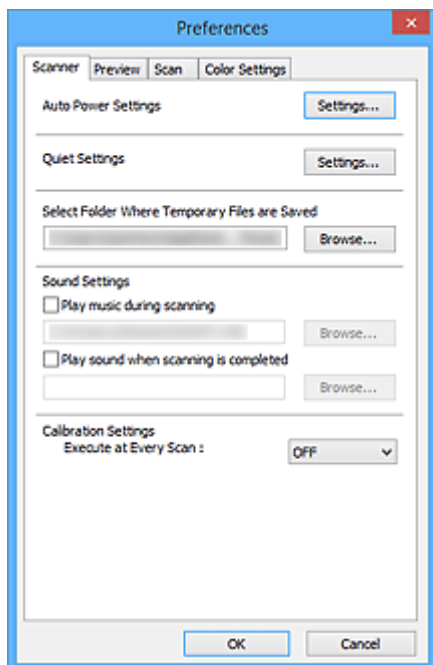 Preferences
Scanner Preview Scan Color Settings
Auto Power Settings Settings...
Quiet Settings Settings...
Select Folder Where Temporary Files are Saved
Browse...
Sound Settings
Play music during scanning
Browse...
Play sound when scanning is completed
Browse...
Calibration Settings
Execute at Every Scan : OFF
OK Cancel